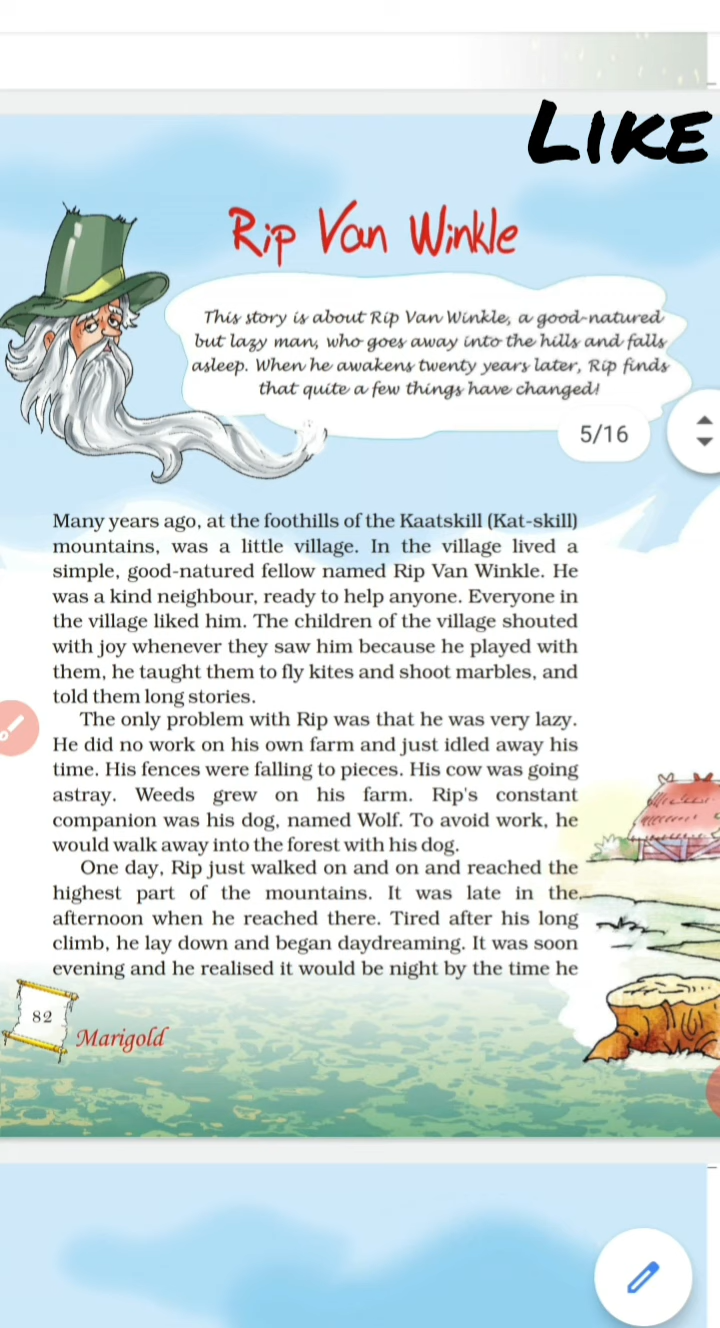 LIKE
Rip Van Winkle
This story is about Rip Van Winkle, a good-natured
but lazy man, who goes away into the hills and falls
asleep. When he awakens twenty years later, Rip finds
that quite a few things have changed!
5/16
Many years ago, at the foothills of the Kaatskill (Kat-skill)
mountains, was a little village. In the village lived a
simple, good-natured fellow named Rip Van Winkle. He
was a kind neighbour, ready to help anyone. Everyone in
the village liked him. The children of the village shouted
with joy whenever they saw him because he played with
them, he taught them to fly kites and shoot marbles, and
told them long stories.
The only problem with Rip was that he was very lazy.
He did no work on his own farm and just idled away his
time. His fences were falling to pieces. His cow was going
astray. Weeds grew on his farm. Rip's constant
companion was his dog, named Wolf. To avoid work, he
would walk away into the forest with his dog.
One day, Rip just walked on and on and reached the
highest part of the mountains. It was late in the
afternoon when he reached there. Tired after his long
climb, he lay down and began daydreaming. It was soon
evening and he realised it would be night by the time he
82
Marigold